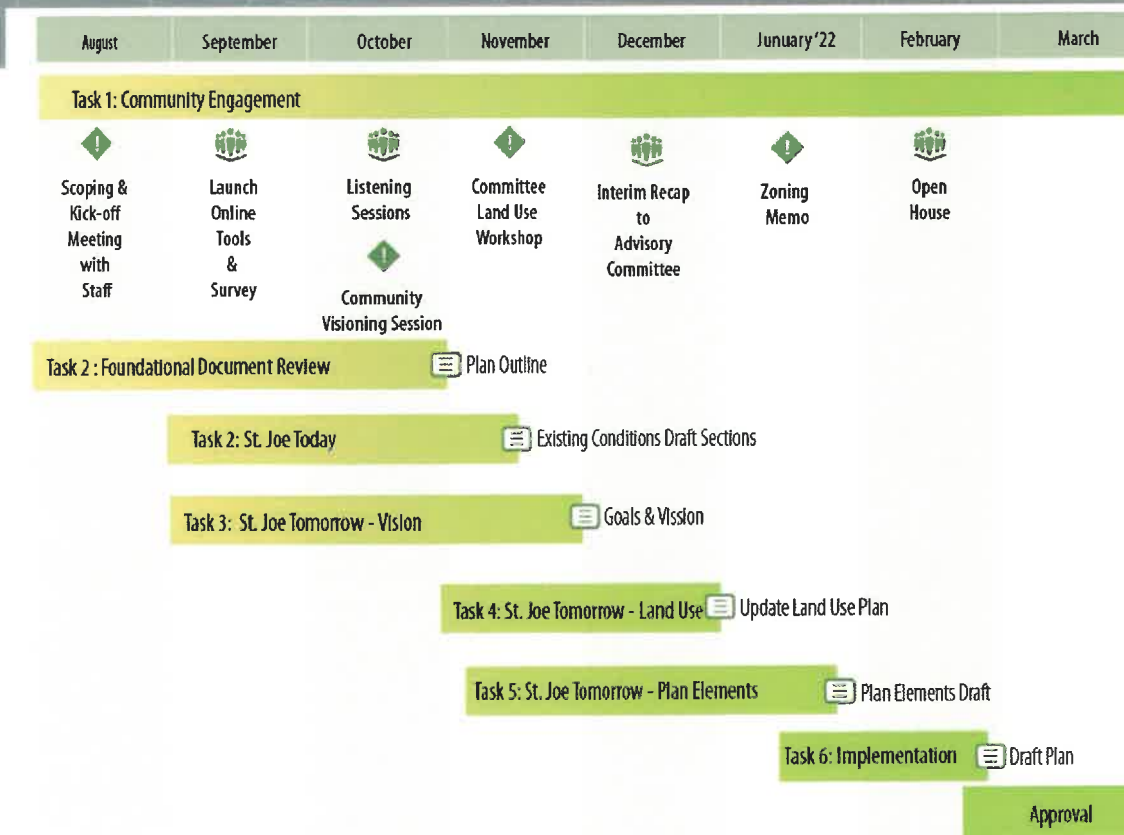 August
September
October
November
December
Junuary '22
February
March
Task 1: Community Engagement
Scoping &
Kick-off
Meeting
with
Staff
Launch
Online
Tools
&
Survey
Listening
Sessions
Community
Visioning Session
Committee
Land Use
Workshop
Interim Recap
to
Advisory
Committee
Zoning
Memo
Open
House
Task 2 : Foundational Document Review
Plan Outline
Task 2: St. Joe Today
Existing Conditions Draft Sections
Task 3: St. Joe Tomorrow - Vision
Goals & Vission
Task 4: St. Joe Tomorrow - Land Use
Update Land Use Plan
Task 5: St. Joe Tomorrow - Plan Elements
Plan Elements Draft
Task 6: Implementation
Draft Plan
Approval